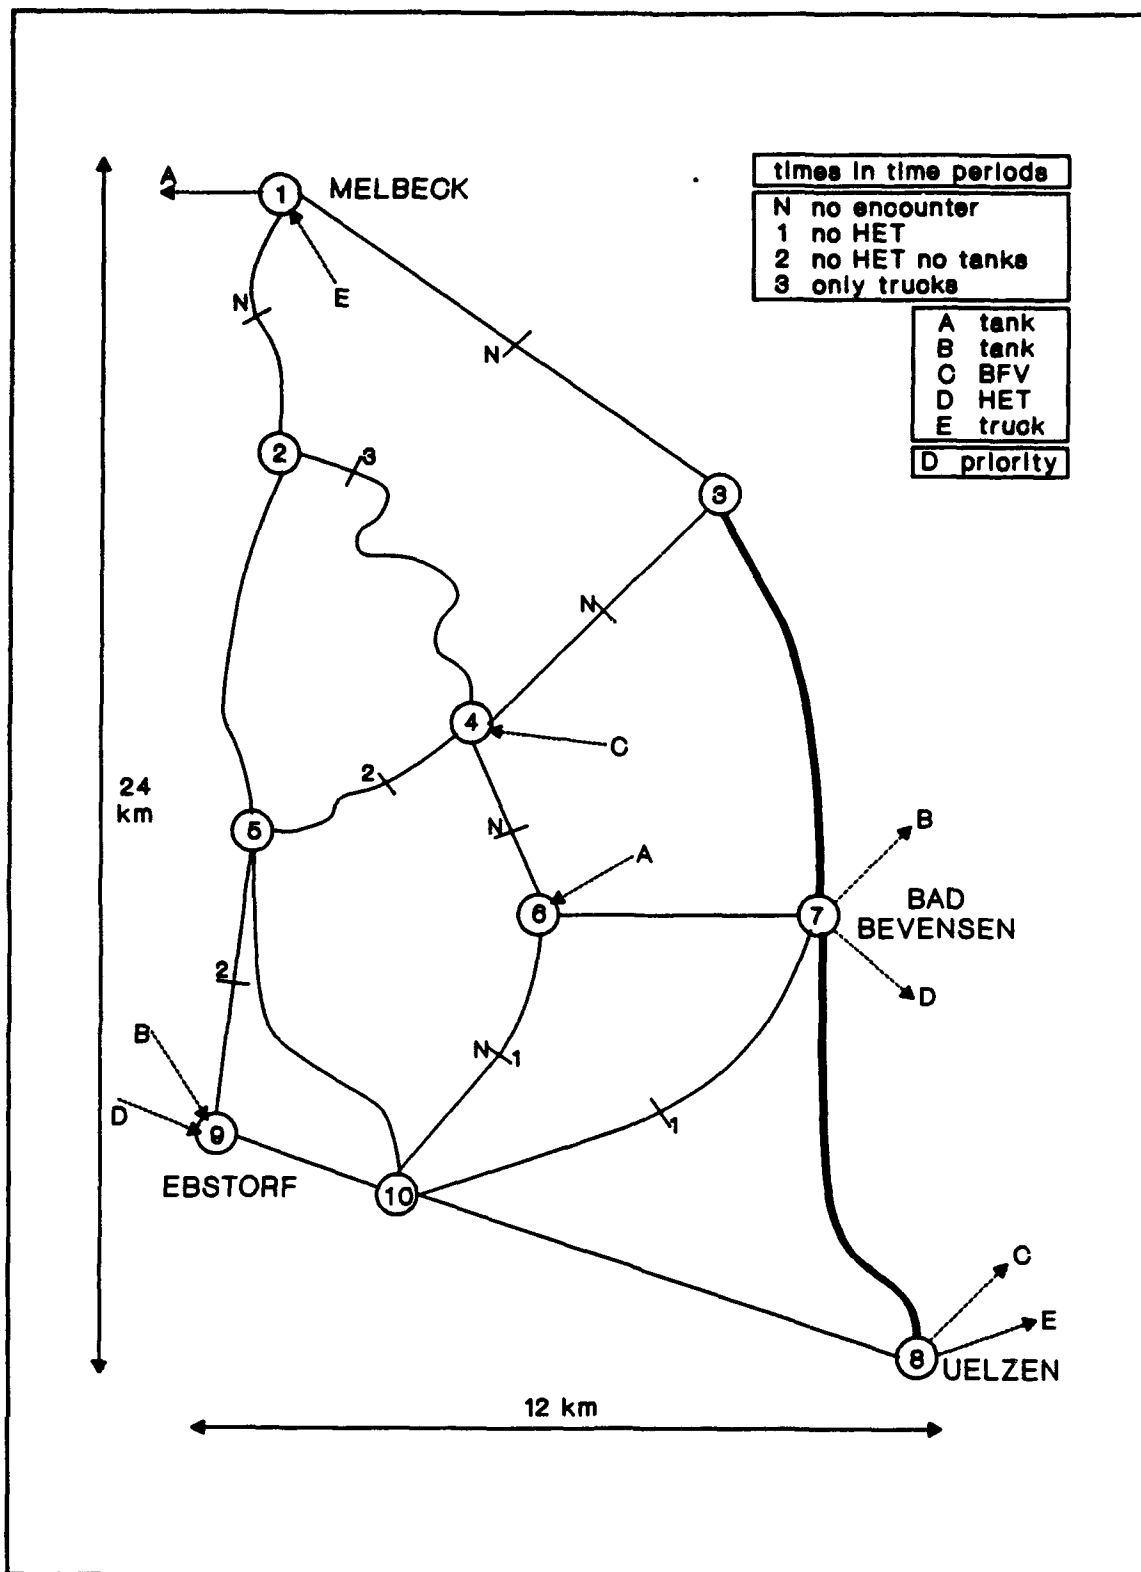 times in time periods
N no encounter
1 no HET
2 no HET no tanks
3 only trucks
A tank
B tank
C BFV
D HET
E truck
D priority
A
1
MELBECK
E
N
N
2
3
3
N
4
C
2
24
km
5
N
A
B
6
7
BAD
BEVENSEN
D
2
B
N 1
1
D
9
EBSTORF
10
C
E
8
UELZEN
12 km